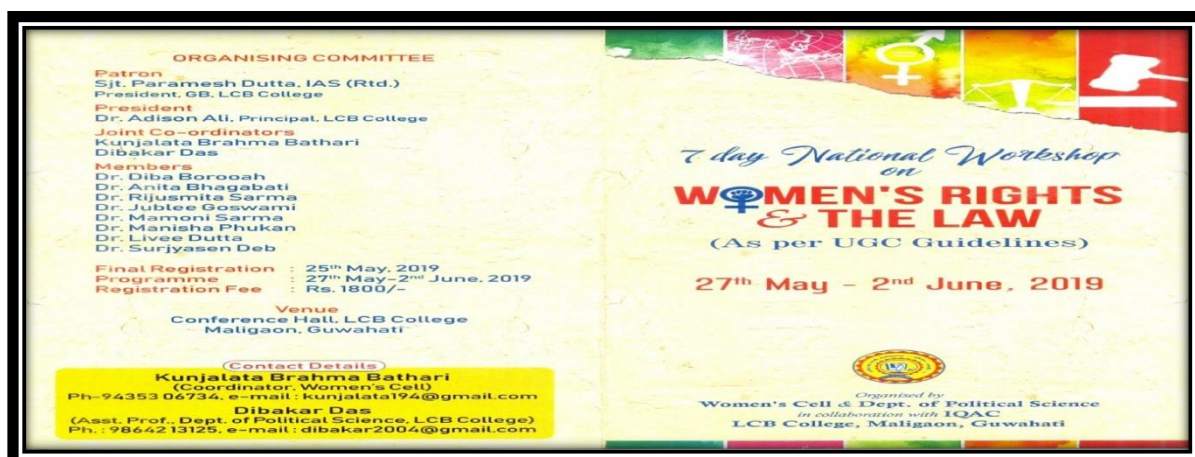 ORGANISING COMMITTEE
Patron
Sjt. Paramesh Dutta, IAS (Rtd.)
President, GB, LCB College
President
Dr. Adison Ali, Principal, LCB College
Joint Co-ordinators
Kunjalata Brahma Bathari
Dibakar Das
Members
Dr. Diba Borooah
Dr. Anita Bhagabati
Dr. Rijusmita Sarma
Dr. Jublee Goswami
Dr. Mamoni Sarma
Dr. Manisha Phukan
Dr. Livee Dutta
Dr. Surjyasen Deb
Final Registration : 25th May, 2019
Programme : 27th May-2nd June, 2019
Registration Fee : Rs. 1800/-
Venue
Conference Hall, LCB College
Maligaon, Guwahati
Contact Details
Kunjalata Brahma Bathari
(Coordinator, Women's Cell)
Ph-94353 06734, e-mail : kunjalata194@gmail.com
Dibakar Das
(Asst. Prof., Dept. of Political Science, LCB College)
Ph. : 98642 13125, e-mail : dibakar2004@gmail.com
7 day National Workshop
on
WOMEN'S RIGHTS
& THE LAW
(As per UGC Guidelines)
27th May - 2nd June, 2019
Organised by
Women's Cell & Dept. of Political Science
in collaboration with IQAC
LCB College, Maligaon, Guwahati